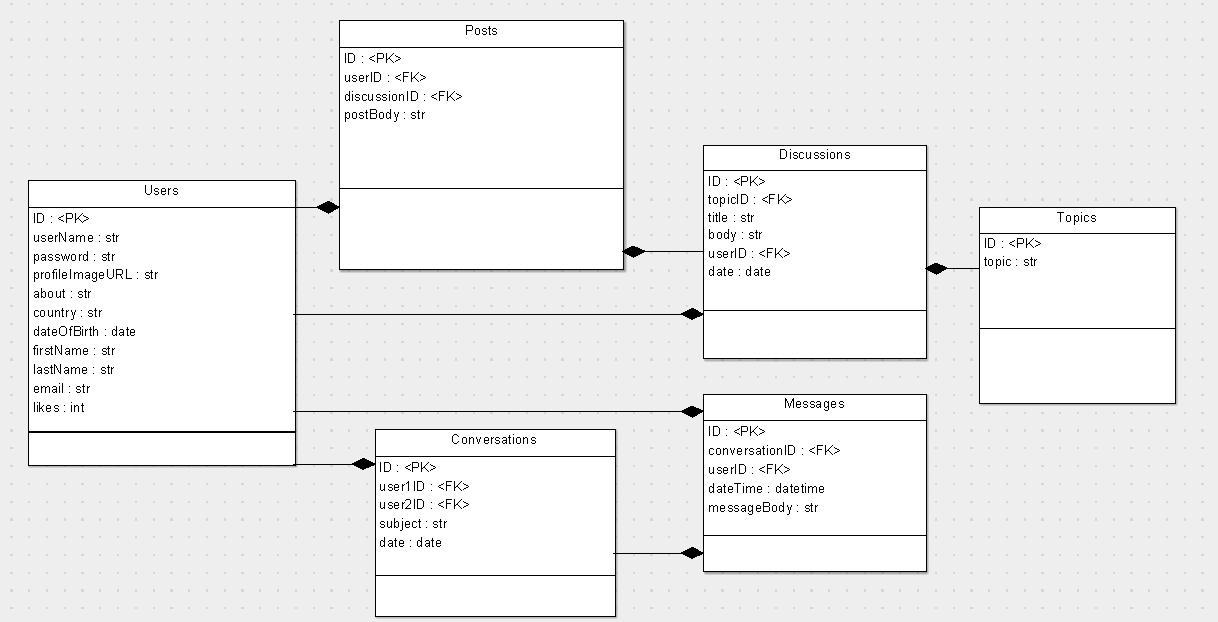 Posts
ID : <PK>
userID : <FK>
discussionID : <FK>
postBody : str
Users
ID : <PK>
userName : str
password : str
profileImageURL : str
about : str
country : str
dateOfBirth : date
firstName : str
lastName : str
email : str
likes : int
Discussions
ID : <PK>
topicID : <FK>
title : str
body : str
userID : <FK>
date : date
Topics
ID : <PK>
topic : str
Conversations
ID : <PK>
user1ID : <FK>
user2ID : <FK>
subject : str
date : date
Messages
ID : <PK>
conversationID : <FK>
userID : <FK>
dateTime : datetime
messageBody : str